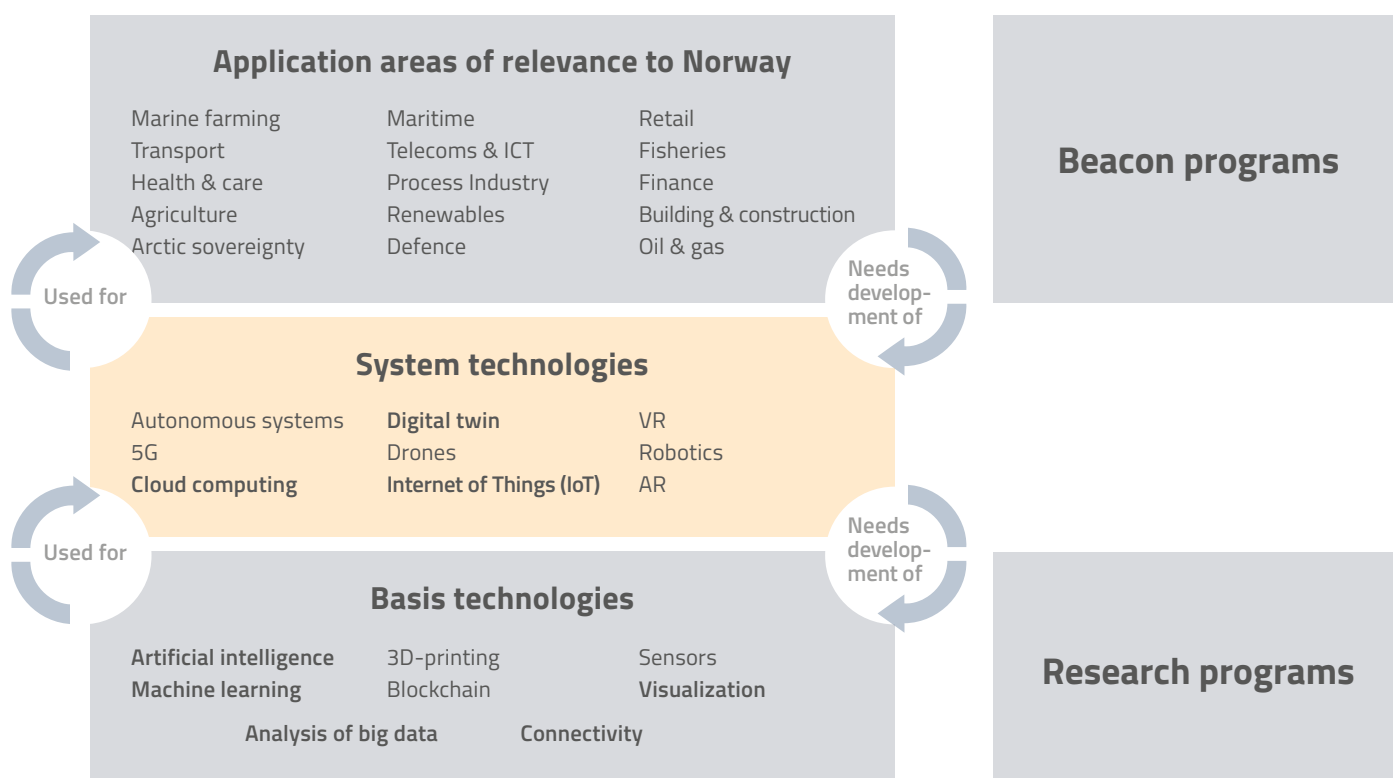 Application areas of relevance to Norway
Marine farming
Transport
Health & care
Agriculture
Arctic sovereignty
Maritime
Telecoms & ICT
Process Industry
Renewables
Defence
Retail
Fisheries
Finance
Building & construction
Oil & gas
Beacon programs
Used for
Needs
develop-
ment of
System technologies
Autonomous systems
5G
Cloud computing
Digital twin
Drones
Internet of Things (IoT)
VR
Robotics
AR
Used for
Needs
develop-
ment of
Basis technologies
Artificial intelligence
Machine learning
3D-printing
Blockchain
Sensors
Visualization
Analysis of big data
Connectivity
Research programs